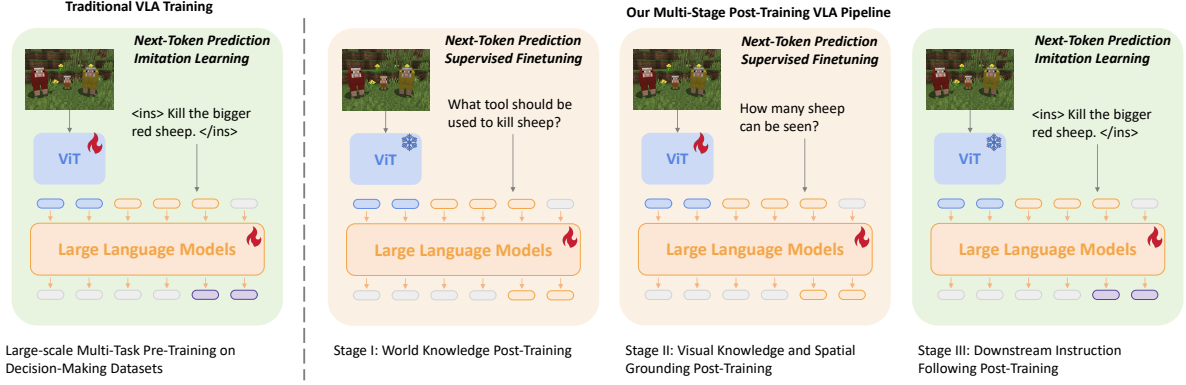 Traditional VLA Training
Our Multi-Stage Post-Training VLA Pipeline
Next-Token Prediction
Imitation Learning
<ins> Kill the bigger
red sheep. </ins>
ViT
Large Language Models
Large-scale Multi-Task Pre-Training on
Decision-Making Datasets
Next-Token Prediction
Supervised Finetuning
What tool should be
used to kill sheep?
ViT
Large Language Models
Stage I: World Knowledge Post-Training
Next-Token Prediction
Supervised Finetuning
How many sheep
can be seen?
ViT
Large Language Models
Stage II: Visual Knowledge and Spatial
Grounding Post-Training
Next-Token Prediction
Imitation Learning
<ins> Kill the bigger
red sheep. </ins>
ViT
Large Language Models
Stage III: Downstream Instruction
Following Post-Training